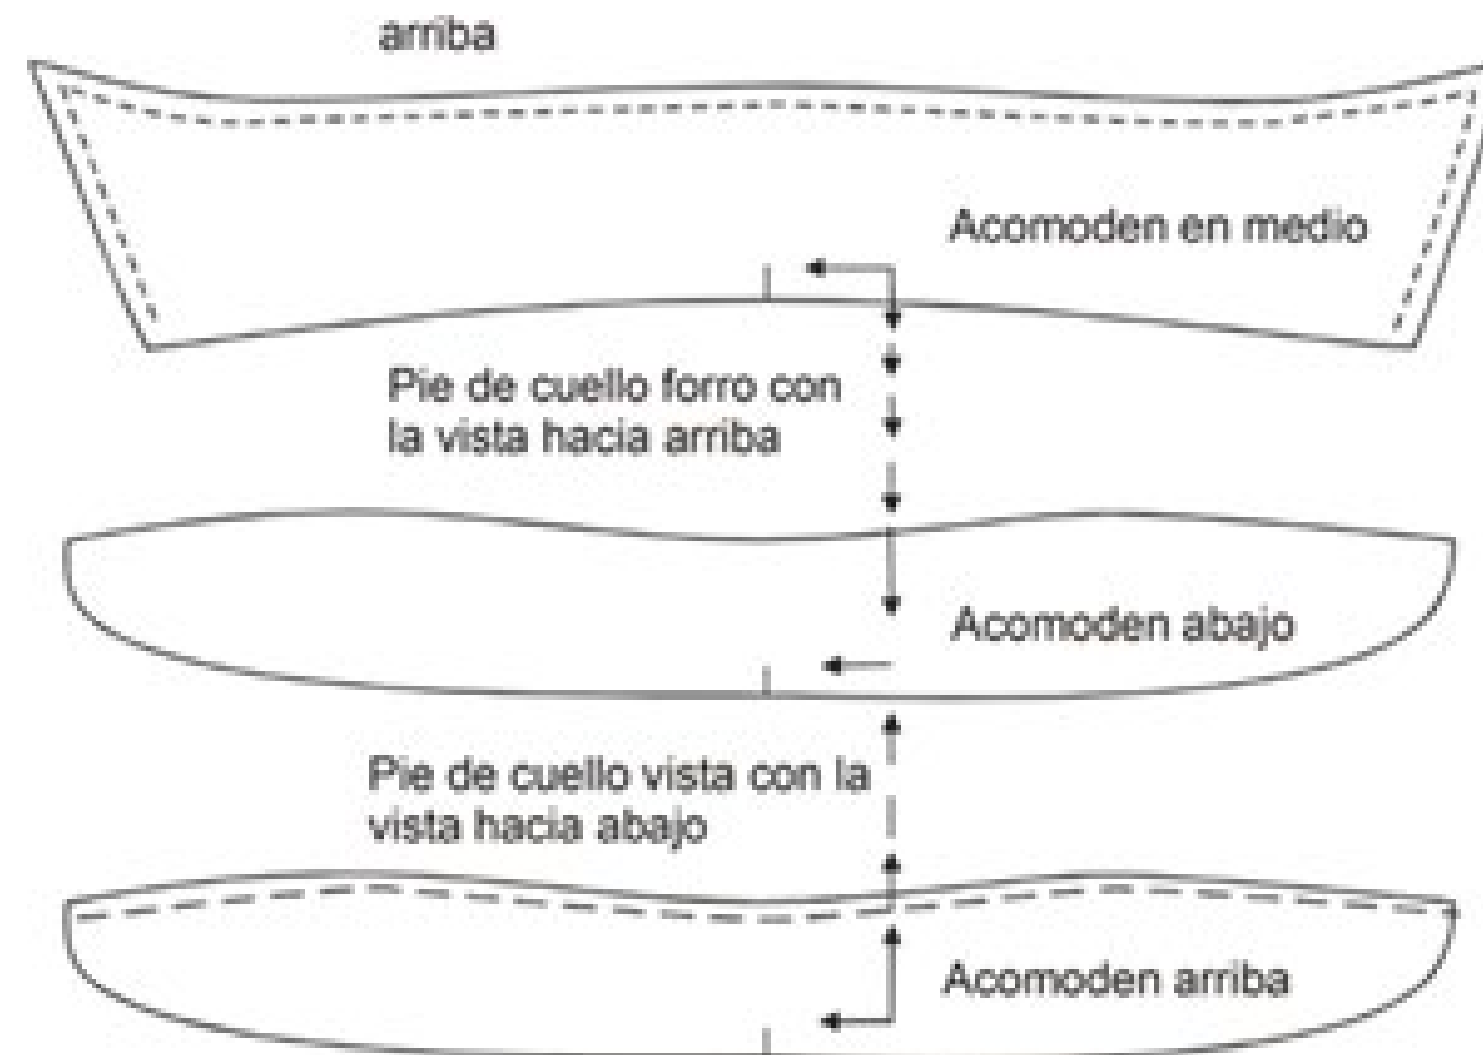 arriba
Acomoden en medio
Pie de cuello forro con
la vista hacia arriba
Acomoden abajo
Pie de cuello vista con la
vista hacia abajo
Acomoden arriba